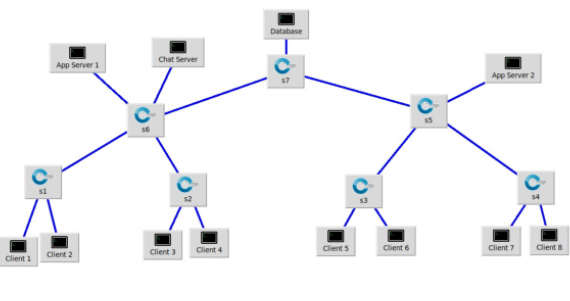 Database
App Server 1
Chat Server
s7
App Server 2
s6
s5
s1
s2
s3
s4
Client 1
Client 2
Client 3
Client 4
Client 5
Client 6
Client 7
Client 8